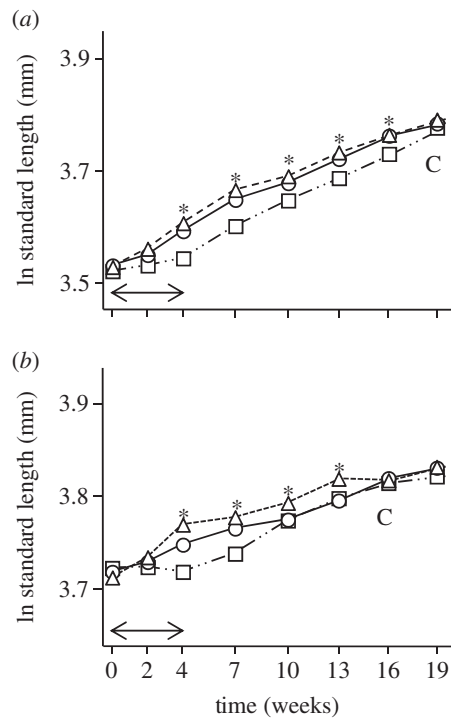 (a)
3.9
3.7
3.5
ln standard length (mm)
* * * * *
C
(b)
3.9
3.8
3.7
ln standard length (mm)
* * * *
C
0 2 4 7 10 13 16 19
time (weeks)